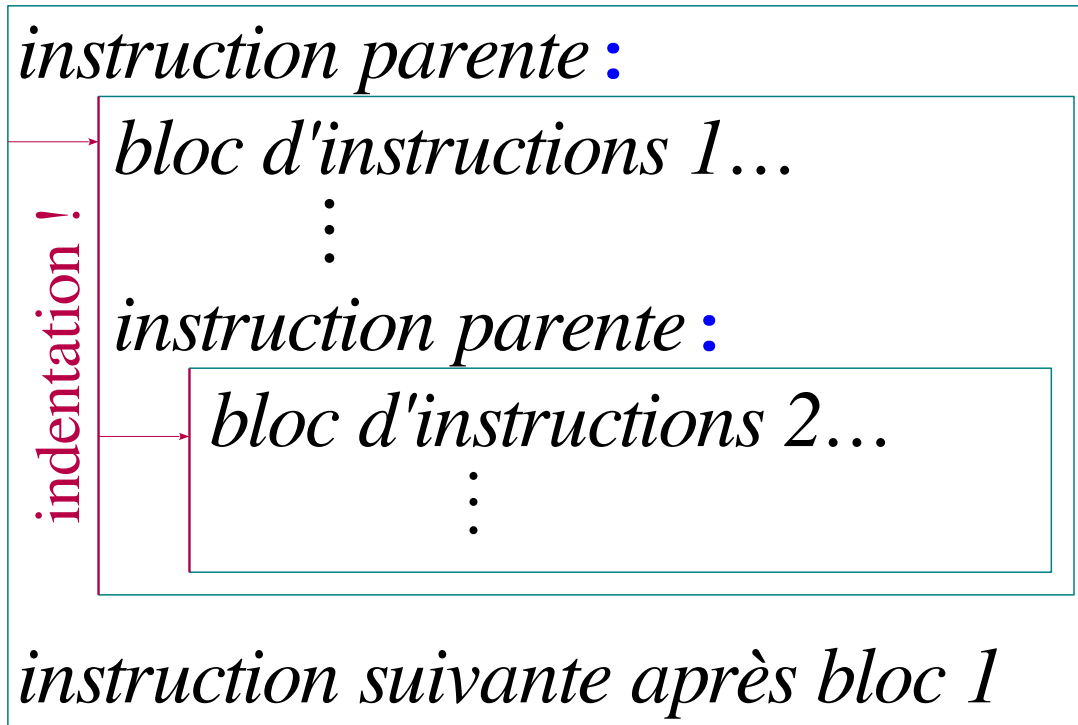 instruction parente :
bloc d'instructions 1...
⋮
instruction parente :
bloc d'instructions 2...
⋮
indentation !
instruction suivante après bloc 1